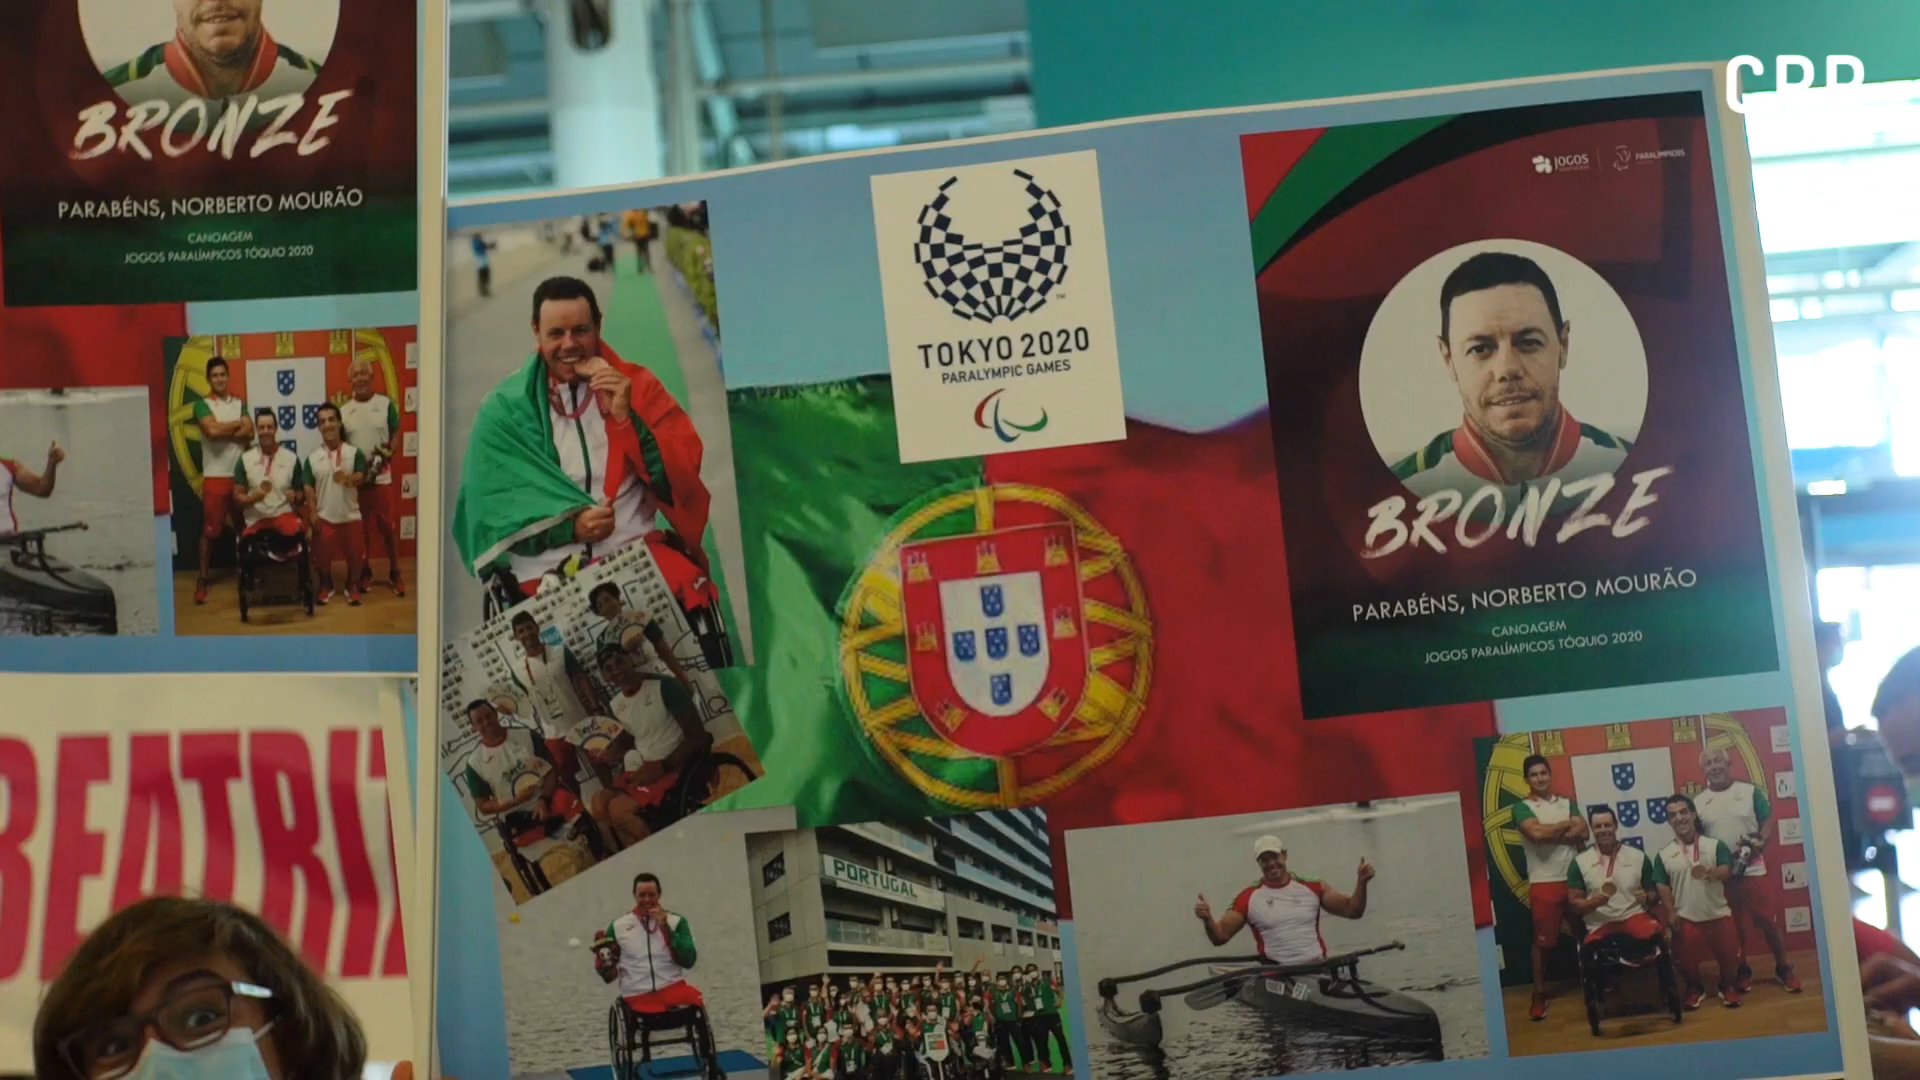 BRONZE
PARABÉNS, NORBERTO MOURÃO
CANOAGEM
JOGOS PARALÍMPICOS TÓQUIO 2020
BEATRIZ
TOKYO 2020
PARALYMPIC GAMES
PORTUGAL
JOGOS
PARALÍMPICOS
BRONZE
PARABÉNS, NORBERTO MOURÃO
CANOAGEM
JOGOS PARALÍMPICOS TÓQUIO 2020